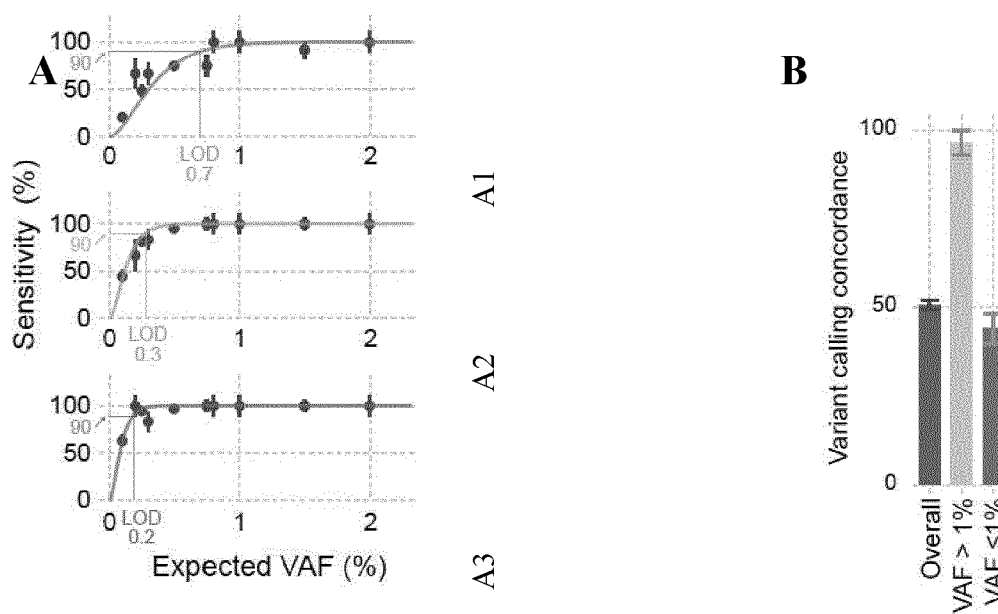 A
Sensitivity (%)
100
90
50
0
0
1
2
LOD
0.7
A1
100
90
50
0
0
1
2
LOD
0.3
A2
100
90
50
0
0
1
2
LOD
0.2
A3
Expected VAF (%)
B
Variant calling concordance
100
50
0
Overall
VAF > 1%
VAF <1%